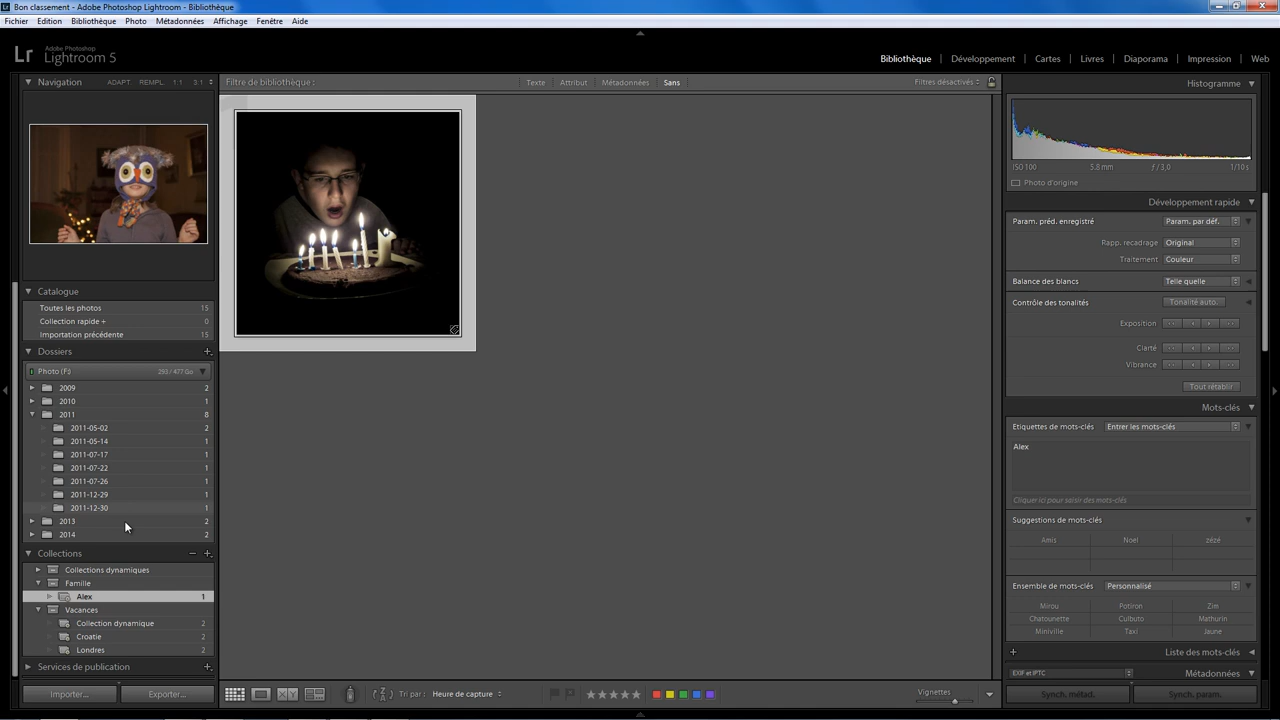 Bon classement - Adobe Photoshop Lightroom - Bibliothèque
Fichier Edition Bibliothèque Photo Métadonnées Affichage Fenêtre Aide
Lr Adobe Photoshop
Lightroom 5
Bibliothèque | Développement | Cartes | Livres | Diaporama | Impression | Web
Navigation ADAPT. REMPL. 1:1 3:1
Filtre de bibliothèque : Texte Attribut Métadonnées Sans Filtres désactivés
Histogramme
ISO 100 5.8 mm ƒ / 3,0 1/10 s
Photo d'origine
Développement rapide
Param. préd. enregistré Param. par déf.
Rapp. recadrage Original
Traitement Couleur
Balance des blancs Telle quelle
Contrôle des tonalités Tonalité auto.
Exposition
Clarté
Vibrance
Tout rétablir
Mots-clés
Etiquettes de mots-clés Entrer les mots-clés
Alex
Cliquer ici pour saisir des mots-clés
Suggestions de mots-clés
Amis Noël zézé
Ensemble de mots-clés Personnalisé
Mirou Potiron Zim
Chatounette Culbuto Mathurin
Miniville Taxi Jaune
Liste des mots-clés
EXIF et IPTC Métadonnées
Synch. métad. Synch. param.
Catalogue
Toutes les photos 15
Collection rapide + 0
Importation précédente 15
Dossiers
Photo (F:) 293 / 477 Go
2009 2
2010 1
2011 8
2011-05-02 2
2011-05-14 1
2011-07-17 1
2011-07-22 1
2011-07-26 1
2011-12-29 1
2011-12-30 1
2013 2
2014 2
Collections
Collections dynamiques
Famille
Alex 1
Vacances
Collection dynamique 2
Croatie 2
Londres 2
Services de publication
Importer... Exporter...
Tri par : Heure de capture
Vignettes